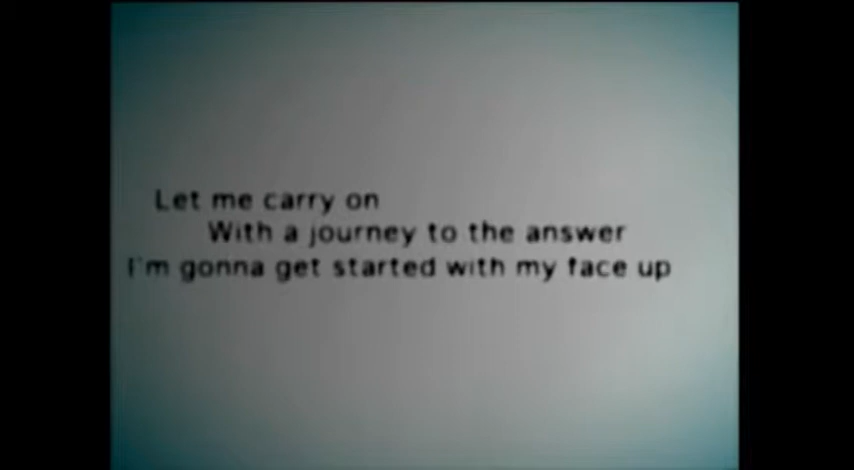 Let me carry on
With a journey to the answer
I'm gonna get started with my face up